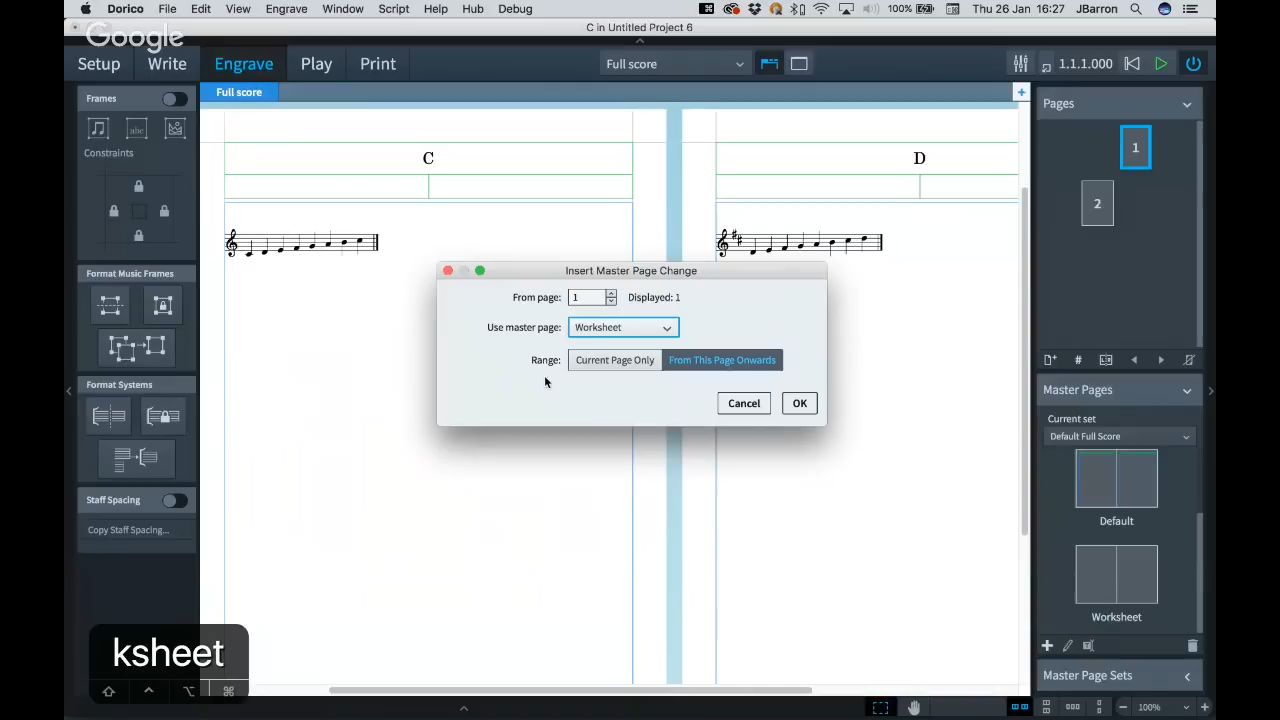 Dorico File Edit View Engrave Window Script Help Hub Debug 100% Thu 26 Jan 16:27 JBarron
C in Untitled Project 6
Google
Setup Write Engrave Play Print Full score 1.1.1.000
Frames
Full score
Pages
abc
Constraints
1
2
C
D
Format Music Frames
Format Systems
Staff Spacing
Copy Staff Spacing...
Insert Master Page Change
From page: 1 Displayed: 1
Use master page: Worksheet
Range: Current Page Only From This Page Onwards
Cancel OK
#
Master Pages
Current set
Default Full Score
Default
Worksheet
Master Page Sets
ksheet
100%